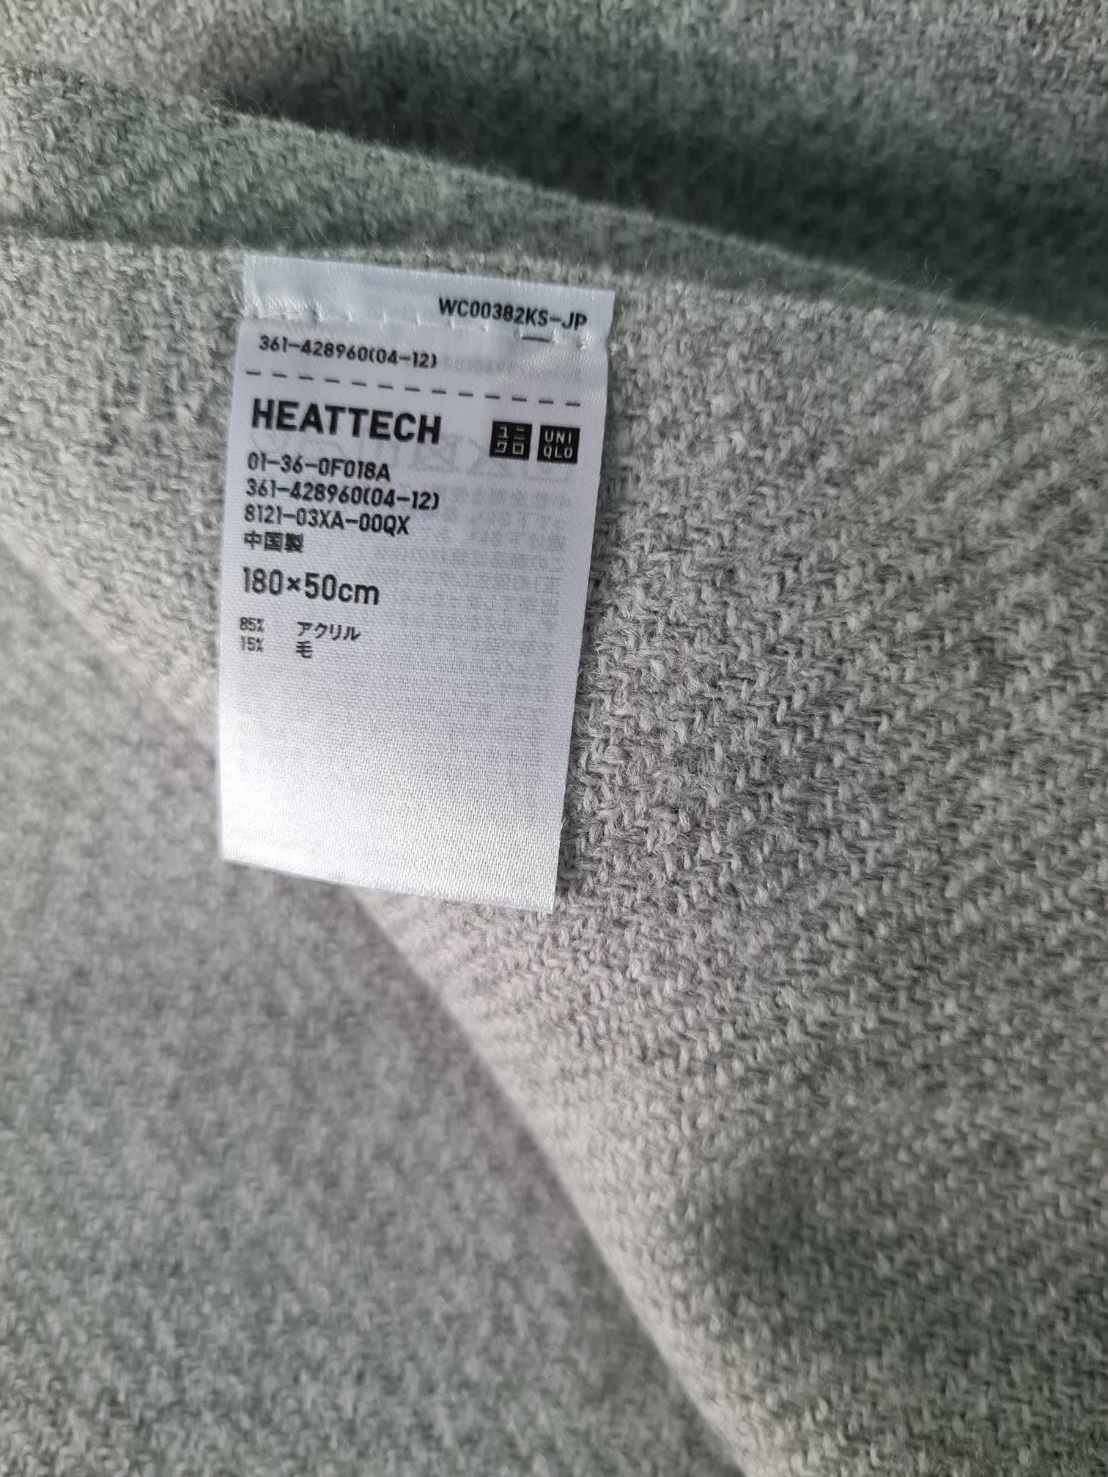 WC00382KS-JP
361-428960(04-12)
HEATTECH
ユニ
クロ
UNI
QLO
01-36-0F018A
361-428960(04-12)
8121-03XA-00QX
中国製
180×50cm
85% アクリル
15% 毛